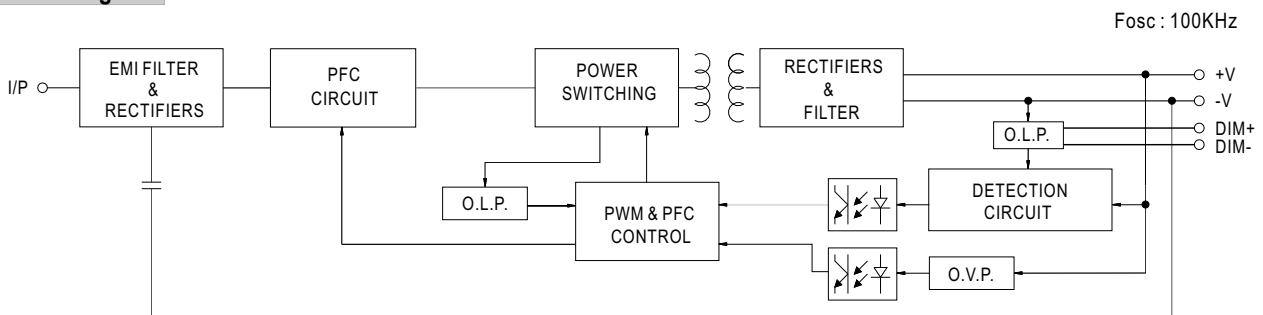 Fosc : 100KHz
I/P
EMI FILTER
&
RECTIFIERS
PFC
CIRCUIT
POWER
SWITCHING
RECTIFIERS
&
FILTER
+V
-V
DIM+
DIM-
O.L.P.
O.L.P.
PWM & PFC
CONTROL
DETECTION
CIRCUIT
O.V.P.